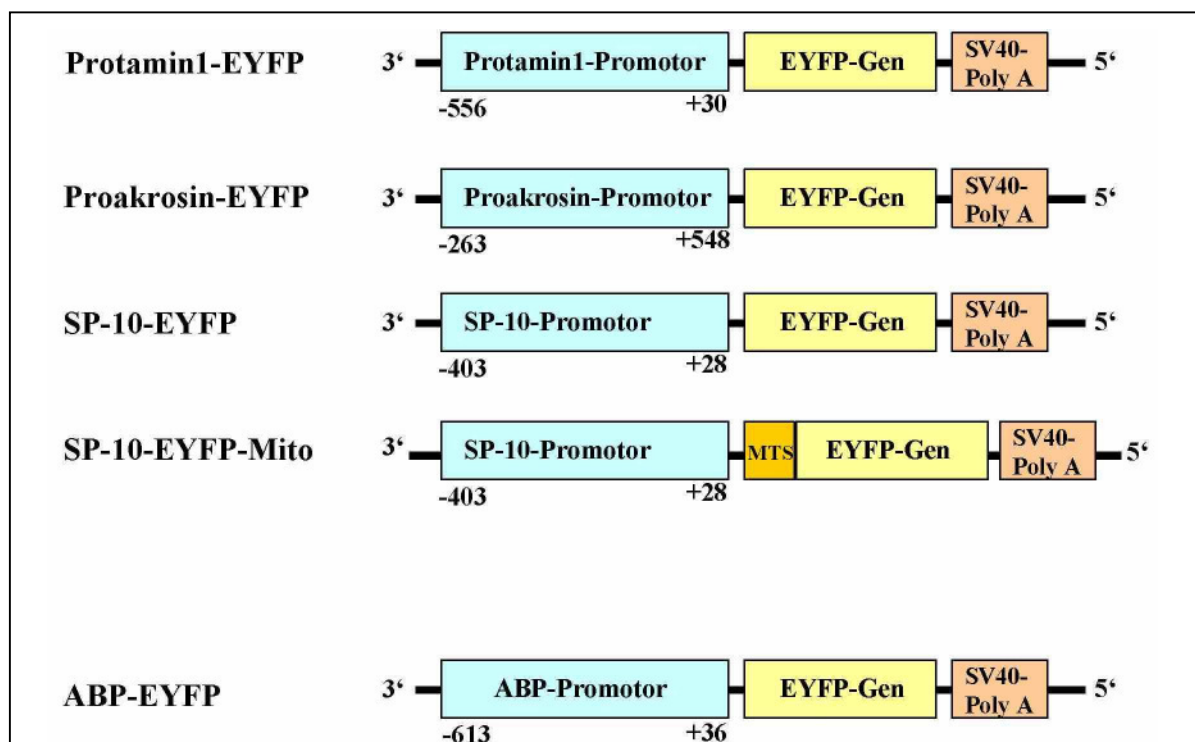 Protamin1-EYFP 3‘ Protamin1-Promotor EYFP-Gen SV40-
Poly A 5‘
-556 +30
Proakrosin-EYFP 3‘ Proakrosin-Promotor EYFP-Gen SV40-
Poly A 5‘
-263 +548
SP-10-EYFP 3‘ SP-10-Promotor EYFP-Gen SV40-
Poly A 5‘
-403 +28
SP-10-EYFP-Mito 3‘ SP-10-Promotor MTS EYFP-Gen SV40-
Poly A 5‘
-403 +28
ABP-EYFP 3‘ ABP-Promotor EYFP-Gen SV40-
Poly A 5‘
-613 +36